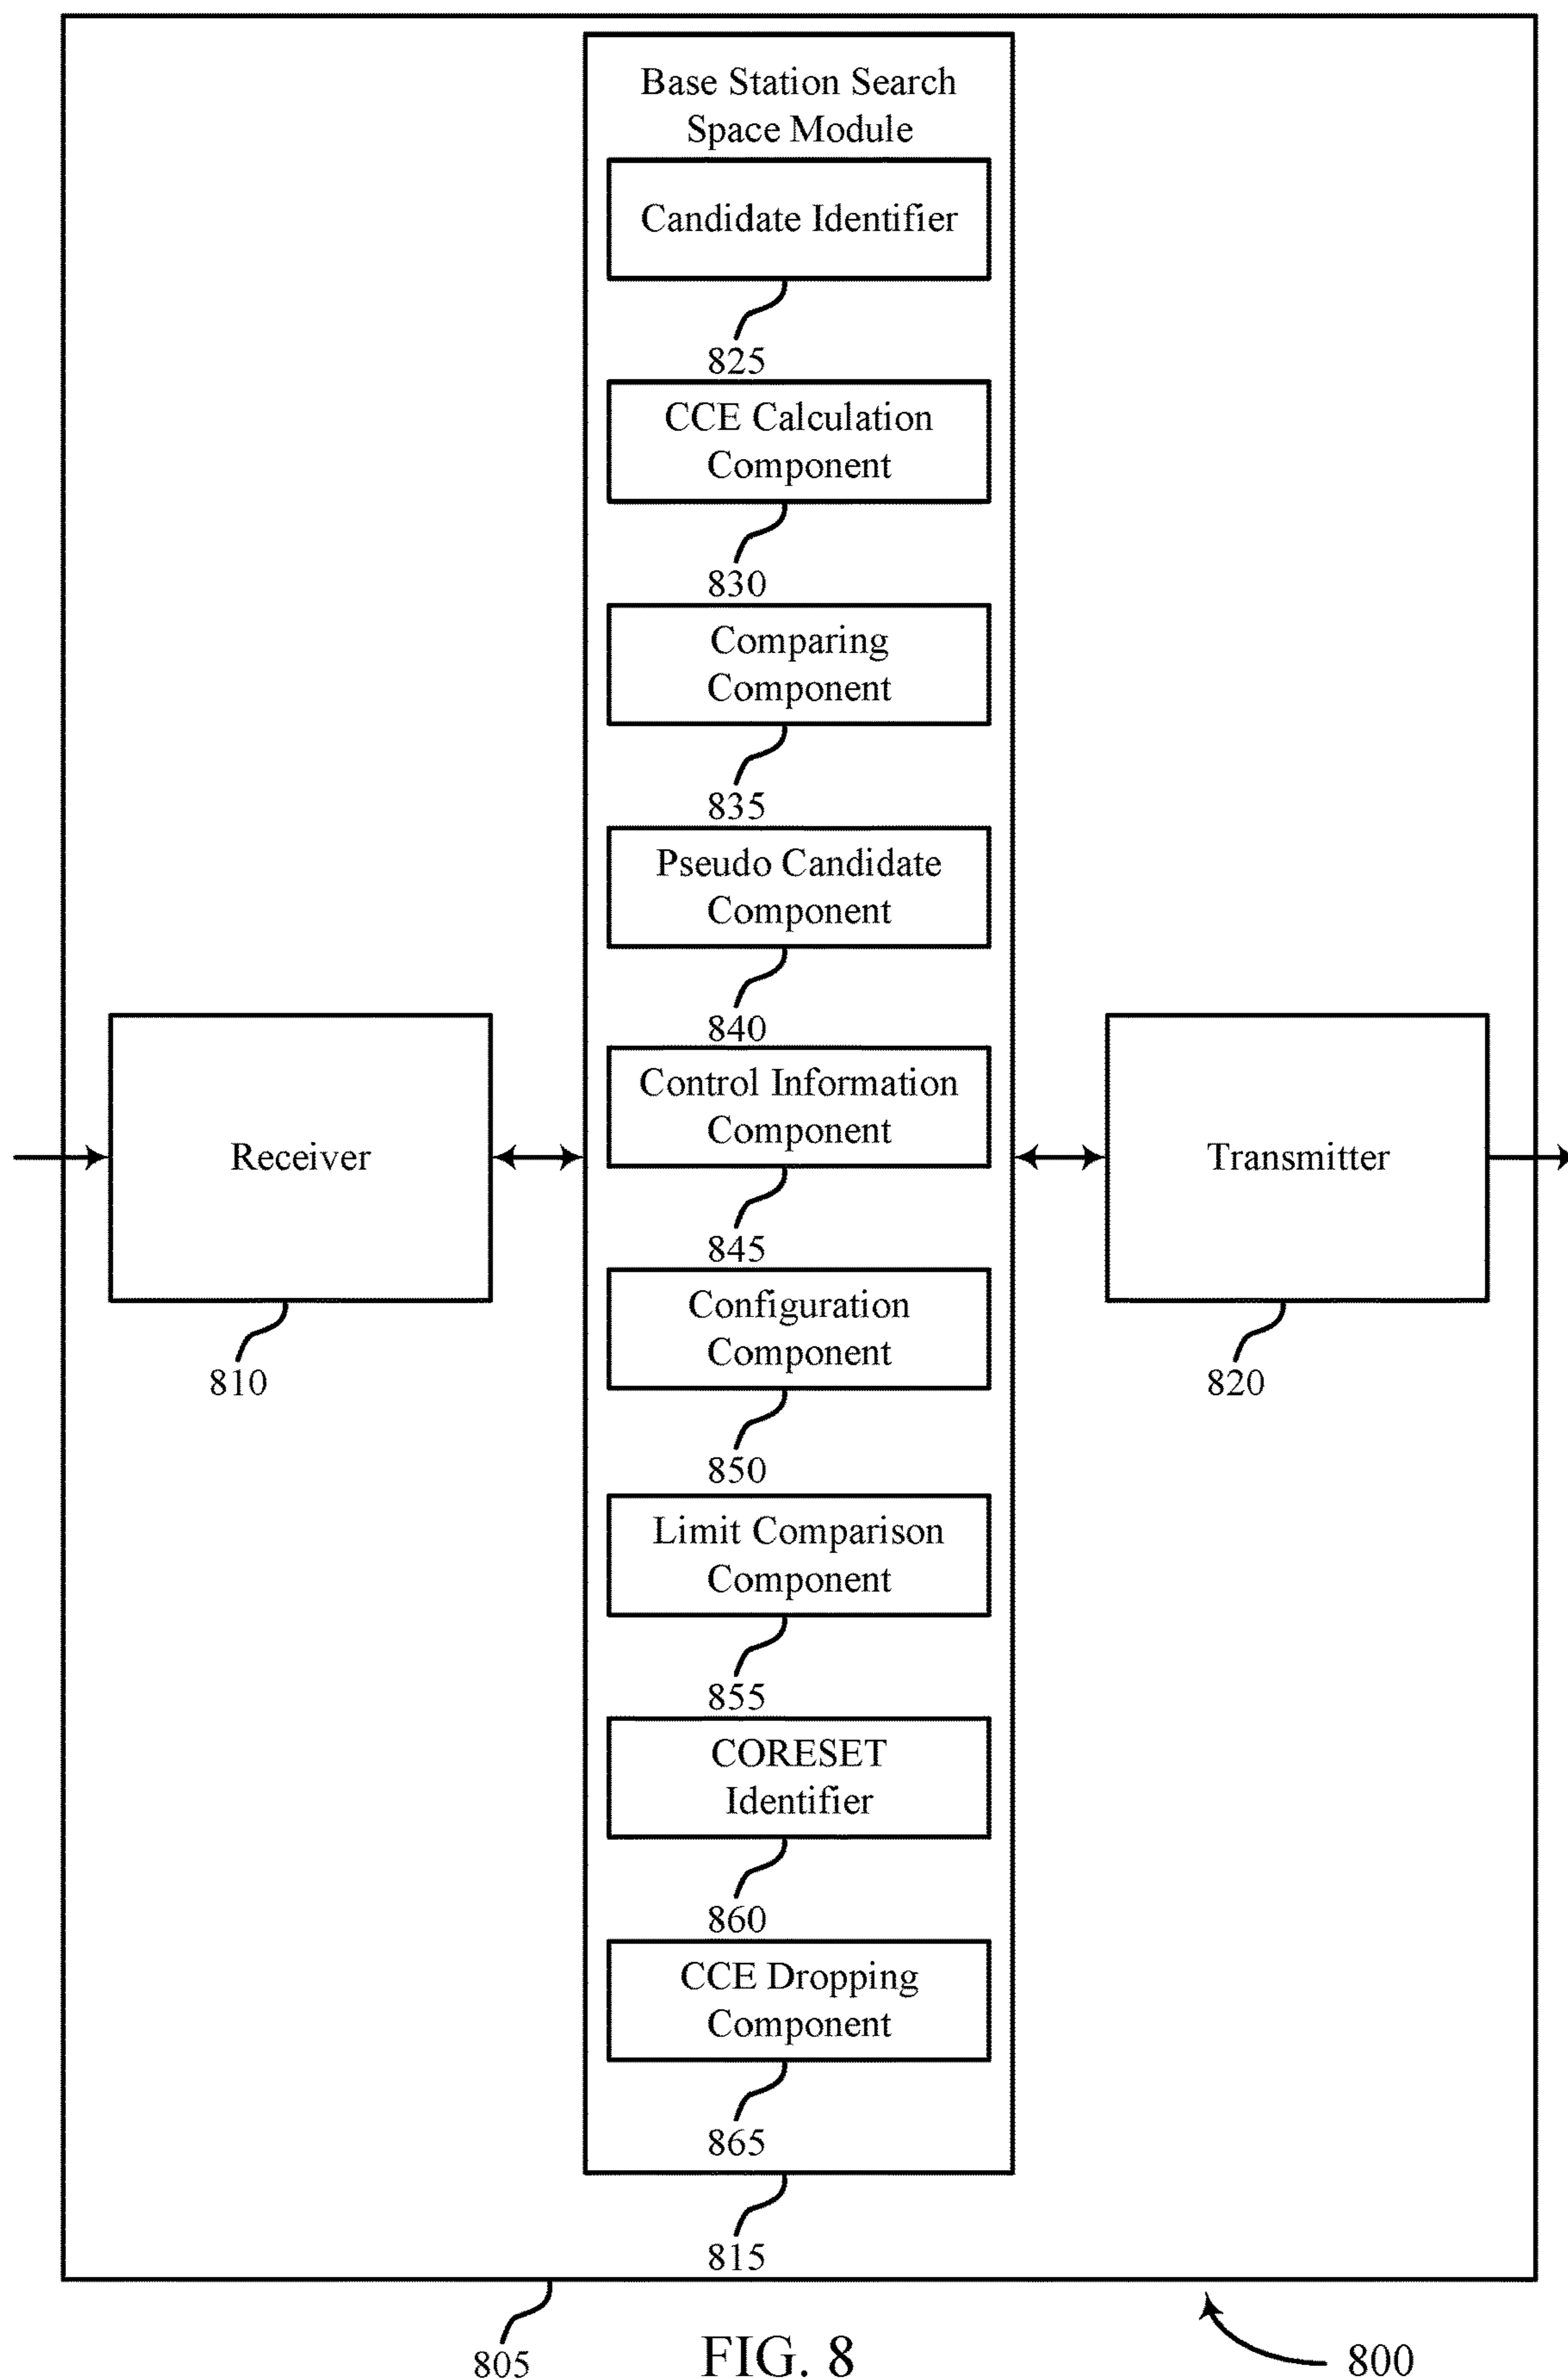 Base Station Search
Space Module
Candidate Identifier
825
CCE Calculation
Component
830
Comparing
Component
835
Pseudo Candidate
Component
840
Control Information
Component
845
Receiver
810
Transmitter
820
Configuration
Component
850
Limit Comparison
Component
855
CORESET
Identifier
860
CCE Dropping
Component
865
815
805
FIG. 8
800